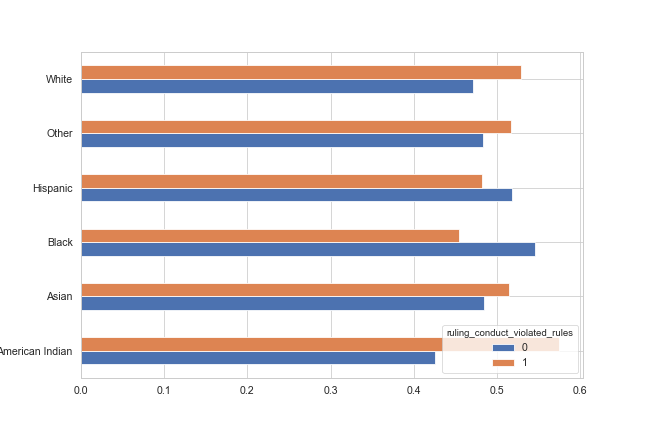 White
Other
Hispanic
Black
Asian
American Indian
ruling_conduct_violated_rules
0
1
0.0 0.1 0.2 0.3 0.4 0.5 0.6